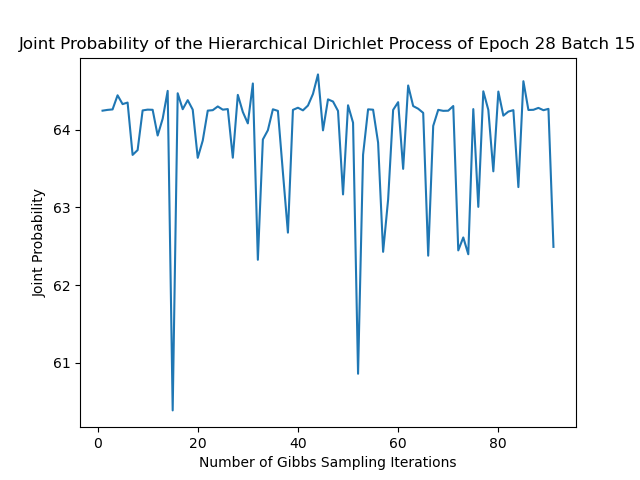 Joint Probability of the Hierarchical Dirichlet Process of Epoch 28 Batch 15
Joint Probability
64
63
62
61
0 20 40 60 80
Number of Gibbs Sampling Iterations